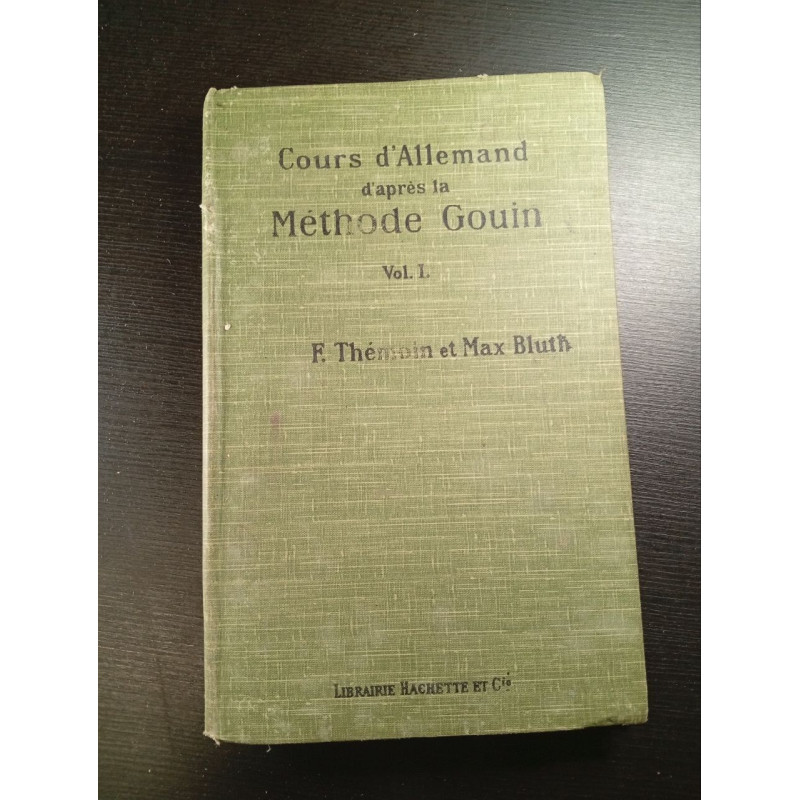 Cours d'Allemand
d'après la
Méthode Gouin
Vol. I.
F. Thémoin et Max Bluth
LIBRAIRIE HACHETTE ET Cie